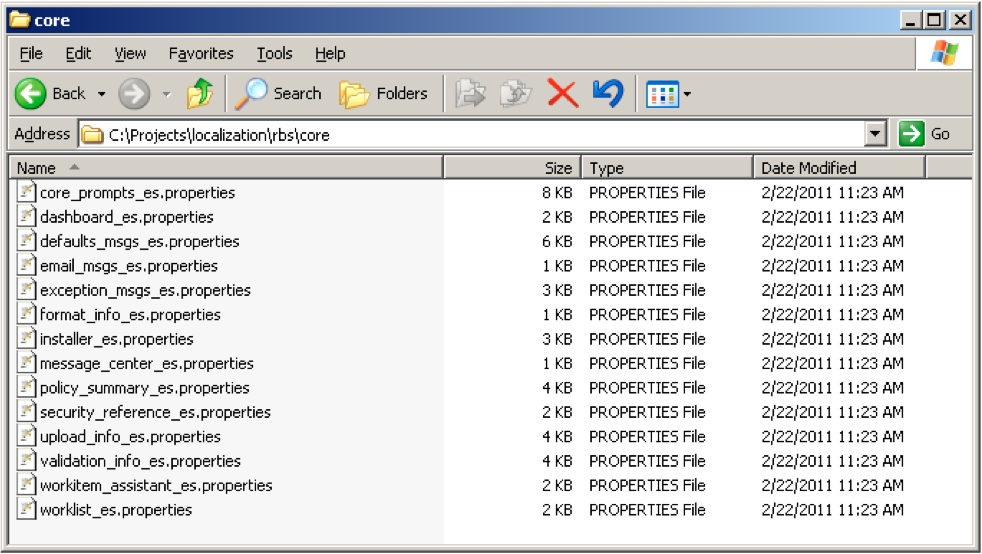 core
File Edit View Favorites Tools Help
Back Search Folders
Address C:\Projects\localization\rbs\core Go
Name Size Type Date Modified
core_prompts_es.properties 8 KB PROPERTIES File 2/22/2011 11:23 AM
dashboard_es.properties 2 KB PROPERTIES File 2/22/2011 11:23 AM
defaults_msgs_es.properties 6 KB PROPERTIES File 2/22/2011 11:23 AM
email_msgs_es.properties 1 KB PROPERTIES File 2/22/2011 11:23 AM
exception_msgs_es.properties 3 KB PROPERTIES File 2/22/2011 11:23 AM
format_info_es.properties 1 KB PROPERTIES File 2/22/2011 11:23 AM
installer_es.properties 3 KB PROPERTIES File 2/22/2011 11:23 AM
message_center_es.properties 1 KB PROPERTIES File 2/22/2011 11:23 AM
policy_summary_es.properties 4 KB PROPERTIES File 2/22/2011 11:23 AM
security_reference_es.properties 2 KB PROPERTIES File 2/22/2011 11:23 AM
upload_info_es.properties 4 KB PROPERTIES File 2/22/2011 11:23 AM
validation_info_es.properties 4 KB PROPERTIES File 2/22/2011 11:23 AM
workitem_assistant_es.properties 2 KB PROPERTIES File 2/22/2011 11:23 AM
worklist_es.properties 2 KB PROPERTIES File 2/22/2011 11:23 AM